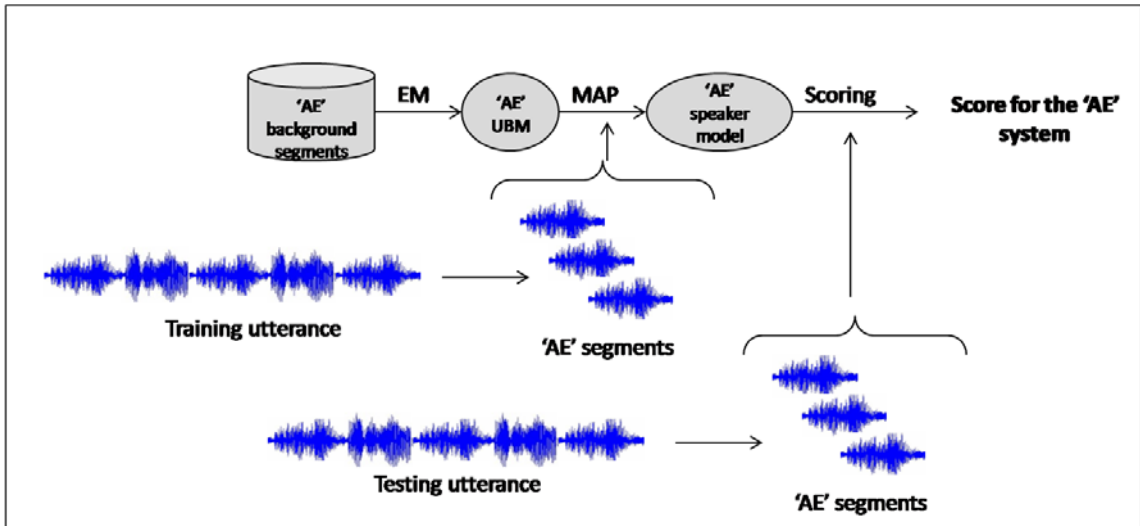 EM
MAP
Scoring
‘AE’
background
segments
‘AE’
UBM
‘AE’
speaker
model
Score for the ‘AE’
system
Training utterance
‘AE’ segments
Testing utterance
‘AE’ segments